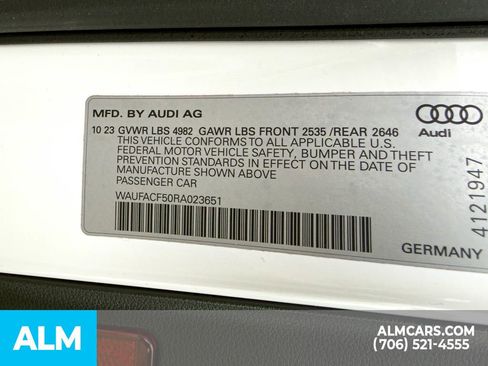 MFD. BY AUDI AG
10 23 GVWR LBS 4982 GAWR LBS FRONT 2535 /REAR 2646
THIS VEHICLE CONFORMS TO ALL APPLICABLE U.S.
FEDERAL MOTOR VEHICLE SAFETY, BUMPER AND THEFT
PREVENTION STANDARDS IN EFFECT ON THE DATE OF
MANUFACTURE SHOWN ABOVE
PASSENGER CAR
WAUFACF50RA023651
Audi
4121947
GERMANY
ALM
ALMCARS.COM
(706) 521-4555